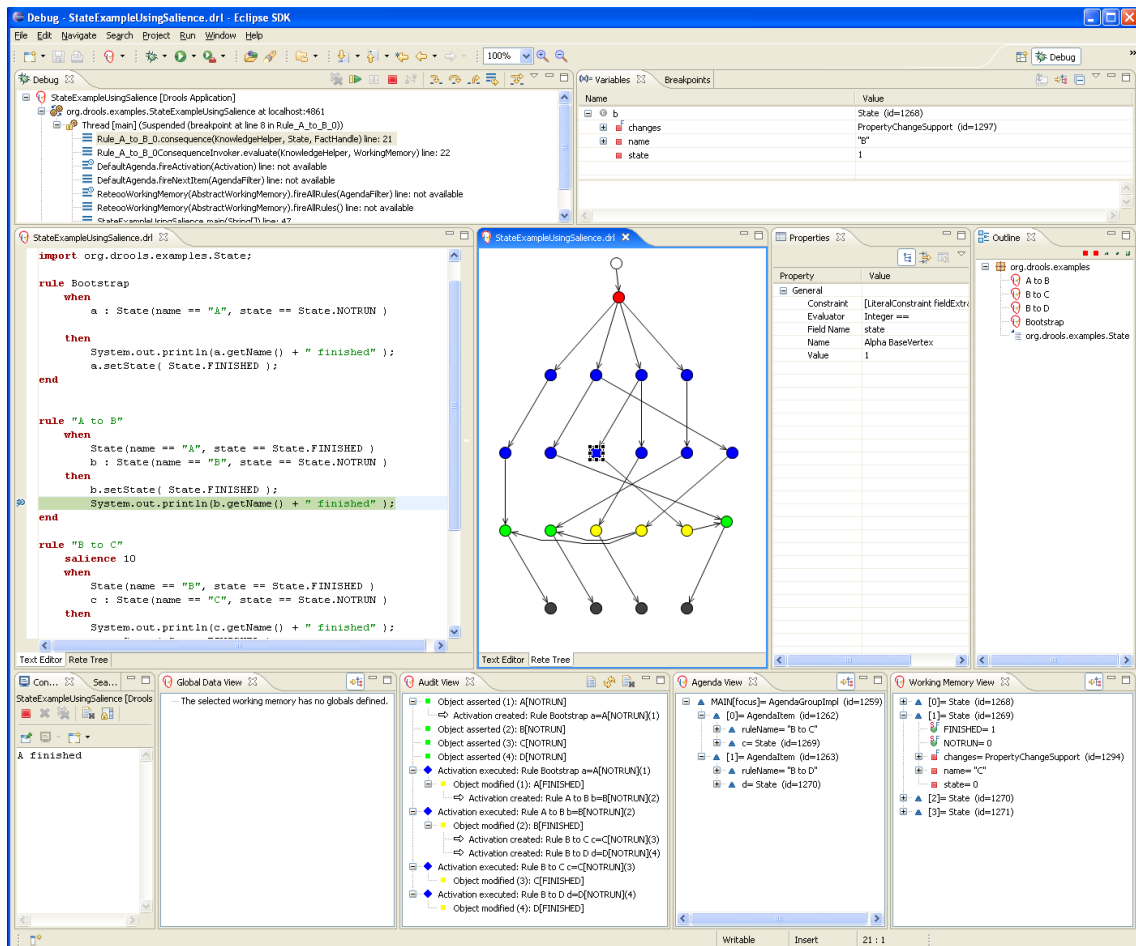 Debug - StateExampleUsingSalience.drl - Eclipse SDK
File Edit Navigate Search Project Run Window Help
100%
Debug
»
Debug
StateExampleUsingSalience [Drools Application]
org.drools.examples.StateExampleUsingSalience at localhost:4861
Thread [main] (Suspended (breakpoint at line 8 in Rule_A_to_B_0))
Rule_A_to_B_0.consequence(KnowledgeHelper, State, FactHandle) line: 21
Rule_A_to_B_0ConsequenceInvoker.evaluate(KnowledgeHelper, WorkingMemory) line: 22
DefaultAgenda.fireActivation(Activation) line: not available
DefaultAgenda.fireNextItem(AgendaFilter) line: not available
ReteooWorkingMemory(AbstractWorkingMemory).fireAllRules(AgendaFilter) line: not available
ReteooWorkingMemory(AbstractWorkingMemory).fireAllRules() line: not available
StateExampleUsingSalience.main(String[]) line: 47
(x)= Variables Breakpoints
Name Value
b State (id=1268)
changes PropertyChangeSupport (id=1297)
name "B"
state 1
StateExampleUsingSalience.drl
import org.drools.examples.State;
rule Bootstrap
when
a : State(name == "A", state == State.NOTRUN )
then
System.out.println(a.getName() + " finished" );
a.setState( State.FINISHED );
end
rule "A to B"
when
State(name == "A", state == State.FINISHED )
b : State(name == "B", state == State.NOTRUN )
then
b.setState( State.FINISHED );
System.out.println(b.getName() + " finished" );
end
rule "B to C"
salience 10
when
State(name == "B", state == State.FINISHED )
c : State(name == "C", state == State.NOTRUN )
then
System.out.println(c.getName() + " finished" );
Text Editor Rete Tree
StateExampleUsingSalience.drl
Text Editor Rete Tree
Properties
Property Value
General
Constraint [LiteralConstraint fieldExtra
Evaluator Integer ==
Field Name state
Name Alpha BaseVertex
Value 1
Outline
org.drools.examples
A to B
B to C
B to D
Bootstrap
org.drools.examples.State
Con... Sea...
StateExampleUsingSalience [Drools
A finished
Global Data View
The selected working memory has no globals defined.
Audit View
Object asserted (1): A[NOTRUN]
Activation created: Rule Bootstrap a=A[NOTRUN](1)
Object asserted (2): B[NOTRUN]
Object asserted (3): C[NOTRUN]
Object asserted (4): D[NOTRUN]
Activation executed: Rule Bootstrap a=A[NOTRUN](1)
Object modified (1): A[FINISHED]
Activation created: Rule A to B b=B[NOTRUN](2)
Activation executed: Rule A to B b=B[NOTRUN](2)
Object modified (2): B[FINISHED]
Activation created: Rule B to C c=C[NOTRUN](3)
Activation created: Rule B to D d=D[NOTRUN](4)
Activation executed: Rule B to C c=C[NOTRUN](3)
Object modified (3): C[FINISHED]
Activation executed: Rule B to D d=D[NOTRUN](4)
Object modified (4): D[FINISHED]
Agenda View
MAIN[focus]= AgendaGroupImpl (id=1259)
[0]= AgendaItem (id=1262)
ruleName= "B to C"
c= State (id=1269)
[1]= AgendaItem (id=1263)
ruleName= "B to D"
d= State (id=1270)
Working Memory View
[0]= State (id=1268)
[1]= State (id=1269)
FINISHED= 1
NOTRUN= 0
changes= PropertyChangeSupport (id=1294)
name= "C"
state= 0
[2]= State (id=1270)
[3]= State (id=1271)
Writable Insert 21 : 1